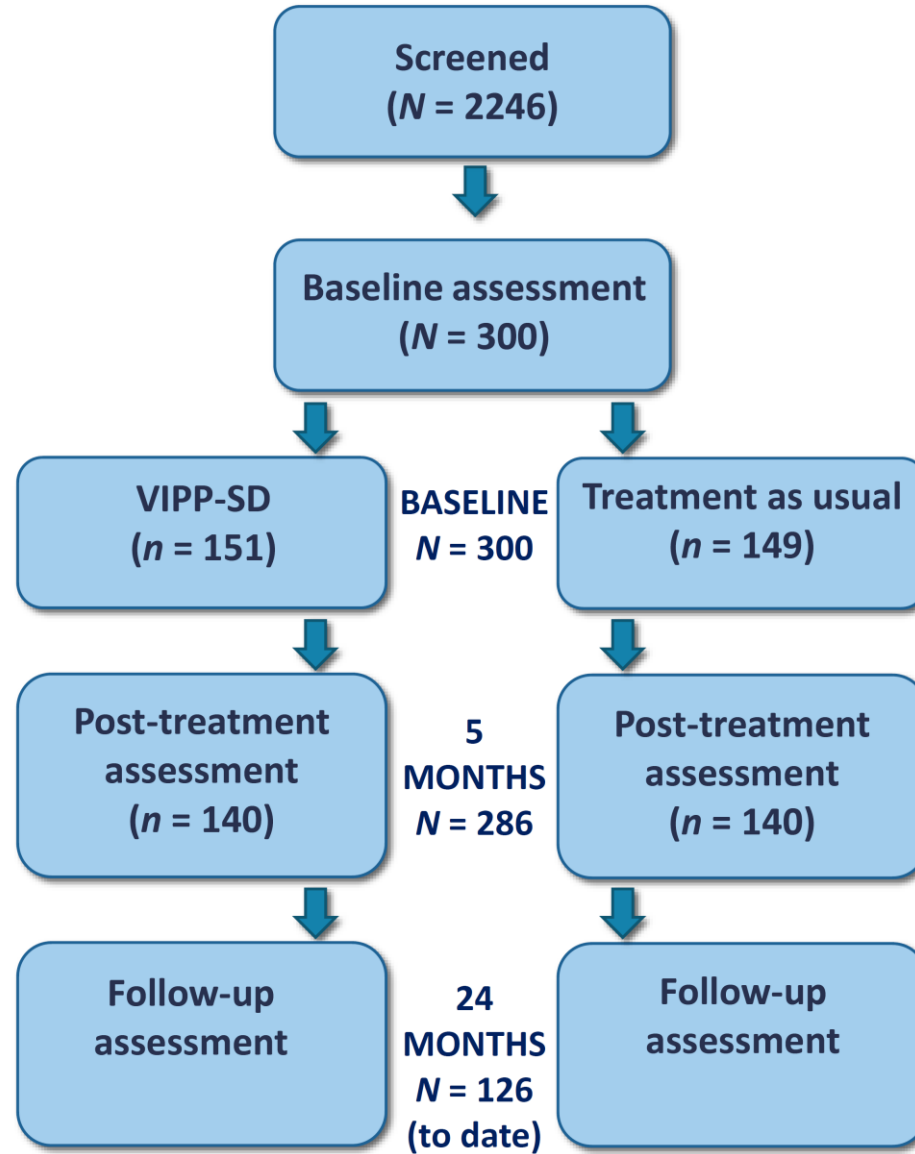 Screened
(N = 2246)
Baseline assessment
(N = 300)
VIPP-SD
(n = 151)
BASELINE
N = 300
Treatment as usual
(n = 149)
Post-treatment
assessment
(n = 140)
5
MONTHS
N = 286
Post-treatment
assessment
(n = 140)
Follow-up
assessment
24
MONTHS
N = 126
(to date)
Follow-up
assessment